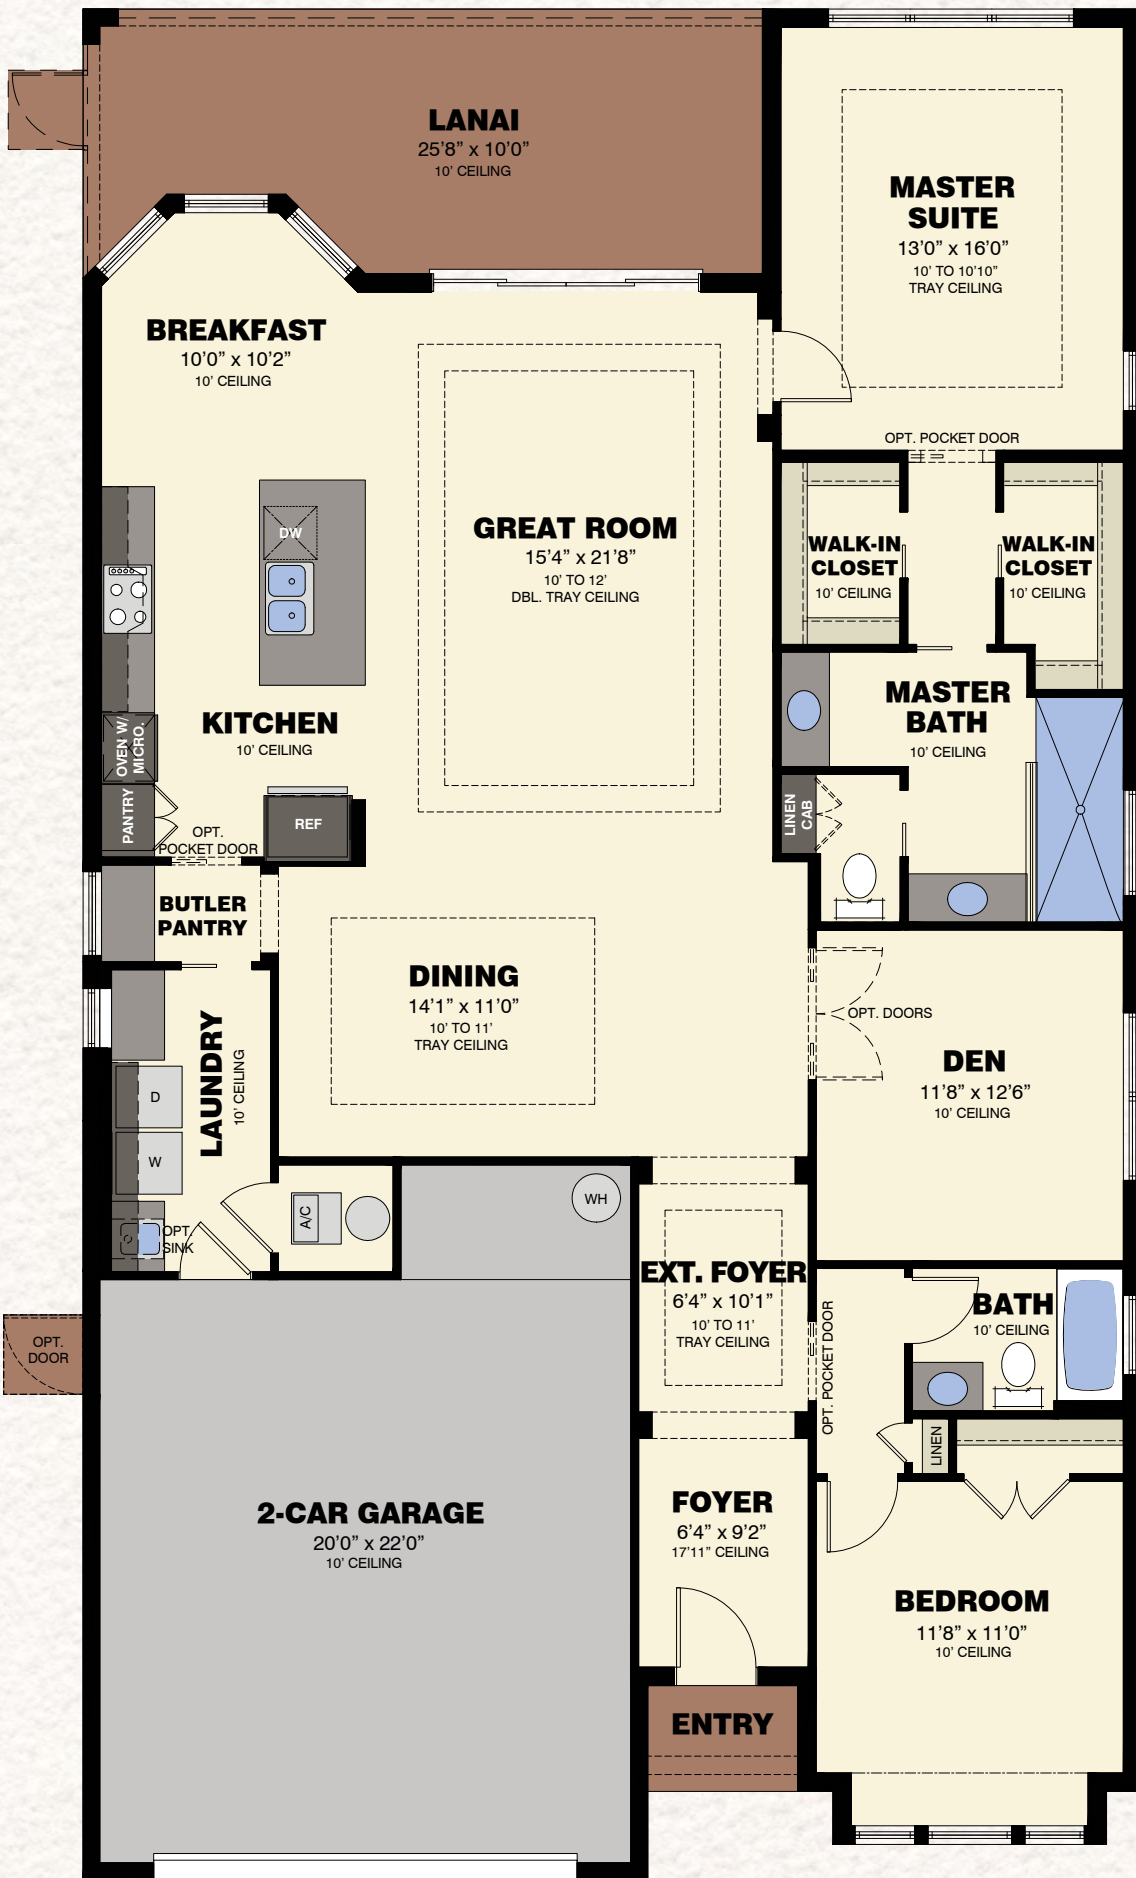 LANAI
25'8" x 10'0"
10' CEILING
MASTER
SUITE
13'0" x 16'0"
10' TO 10'10"
TRAY CEILING
BREAKFAST
10'0" x 10'2"
10' CEILING
OPT. POCKET DOOR
GREAT ROOM
15'4" x 21'8"
10' TO 12'
DBL. TRAY CEILING
DW
WALK-IN
CLOSET
10' CEILING
WALK-IN
CLOSET
10' CEILING
KITCHEN
10' CEILING
OVEN W/
MICRO.
PANTRY
REF
OPT.
POCKET DOOR
MASTER
BATH
10' CEILING
LINEN
CAB
BUTLER
PANTRY
DINING
14'1" x 11'0"
10' TO 11'
TRAY CEILING
OPT. DOORS
DEN
11'8" x 12'6"
10' CEILING
LAUNDRY
10' CEILING
D
W
OPT.
SINK
A/C
WH
EXT. FOYER
6'4" x 10'1"
10' TO 11'
TRAY CEILING
OPT. POCKET DOOR
BATH
10' CEILING
LINEN
OPT.
DOOR
2-CAR GARAGE
20'0" x 22'0"
10' CEILING
FOYER
6'4" x 9'2"
17'11" CEILING
BEDROOM
11'8" x 11'0"
10' CEILING
ENTRY